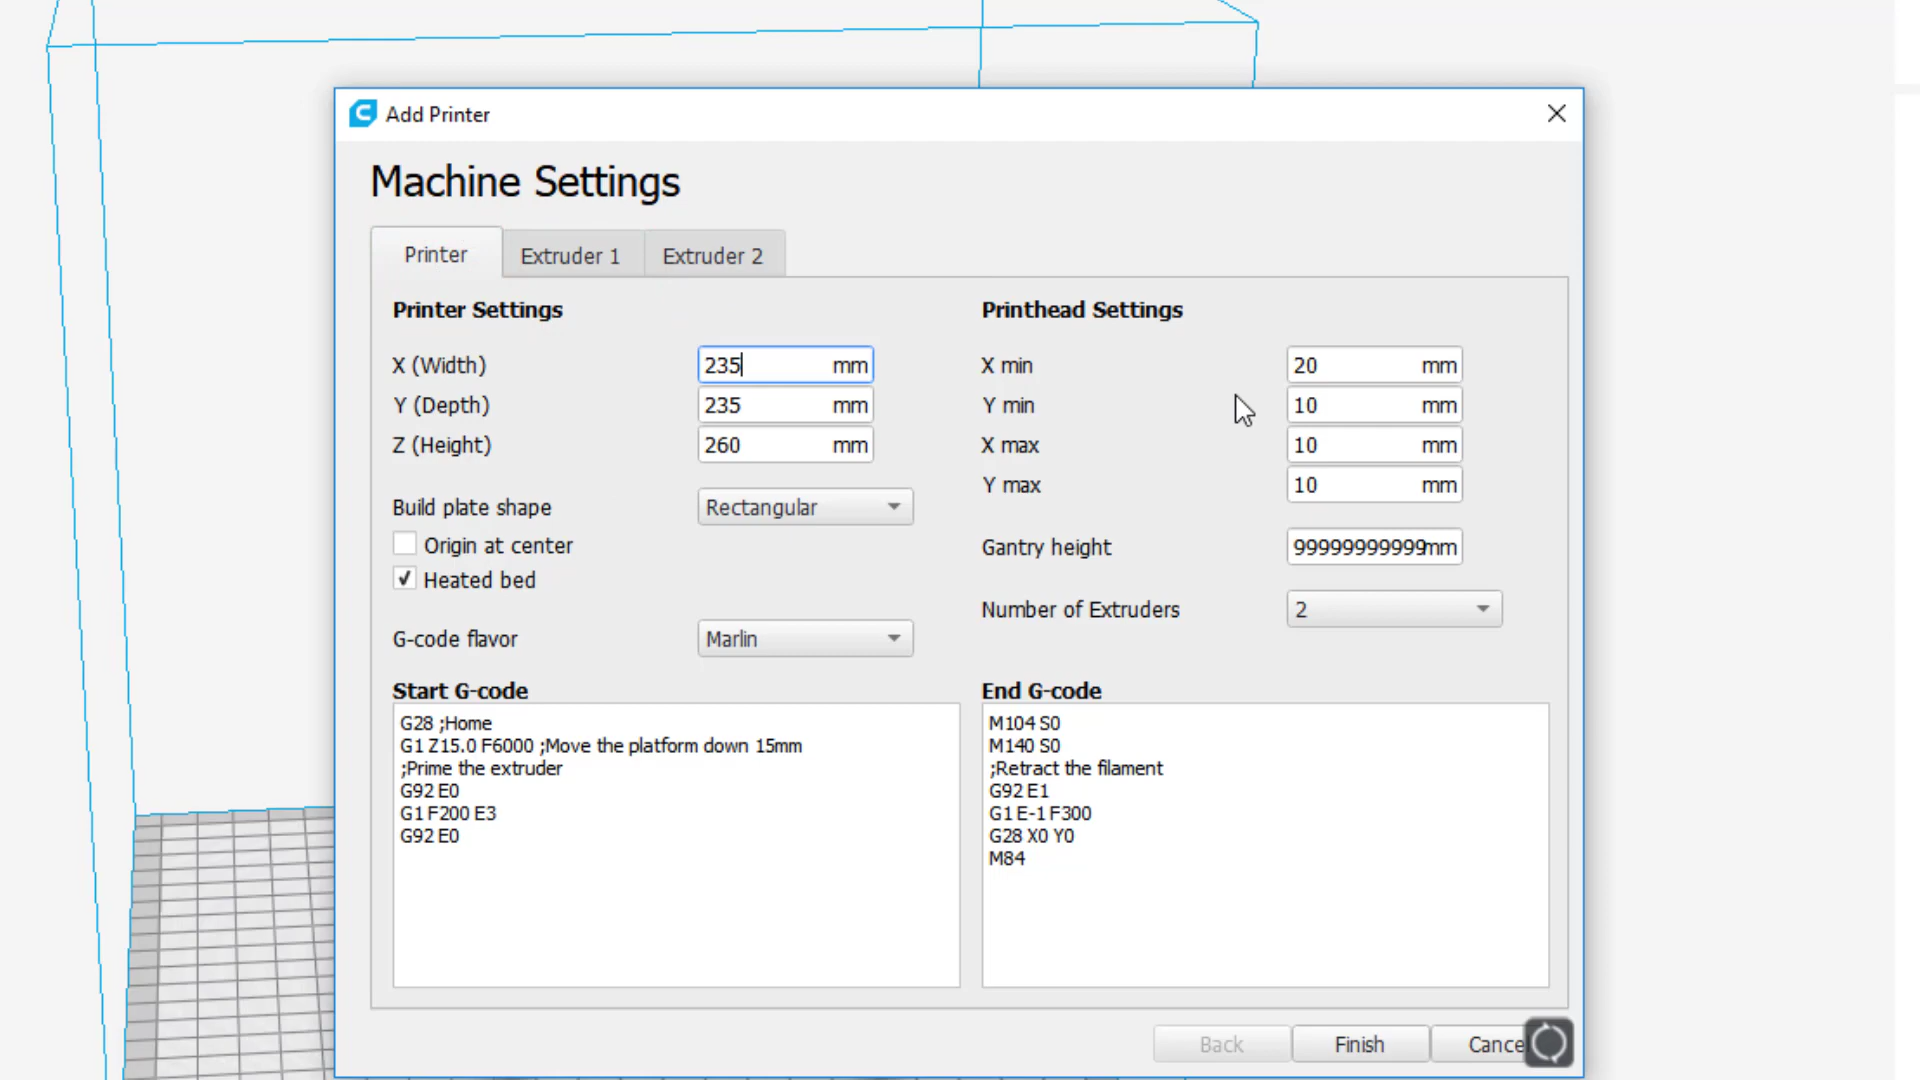 Add Printer
Machine Settings
Printer
Extruder 1
Extruder 2
Printer Settings
X (Width)
235
mm
Y (Depth)
235
mm
Z (Height)
260
mm
Build plate shape
Rectangular
Origin at center
Heated bed
G-code flavor
Marlin
Printhead Settings
X min
20
mm
Y min
10
mm
X max
10
mm
Y max
10
mm
Gantry height
99999999999mm
Number of Extruders
2
Start G-code
G28 ;Home
G1 Z15.0 F6000 ;Move the platform down 15mm
;Prime the extruder
G92 E0
G1 F200 E3
G92 E0
End G-code
M104 S0
M140 S0
;Retract the filament
G92 E1
G1 E-1 F300
G28 X0 Y0
M84
Back
Finish
Cancel